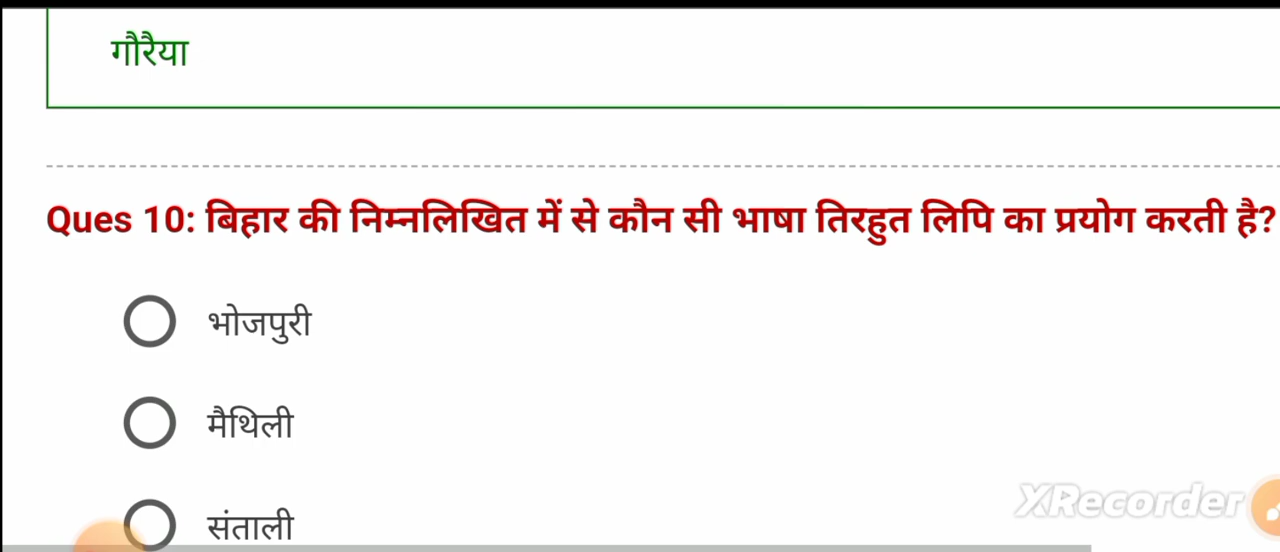 गौरैया
Ques 10: बिहार की निम्नलिखित में से कौन सी भाषा तिरहुत लिपि का प्रयोग करती है?
भोजपुरी
मैथिली
संताली
XRecorder